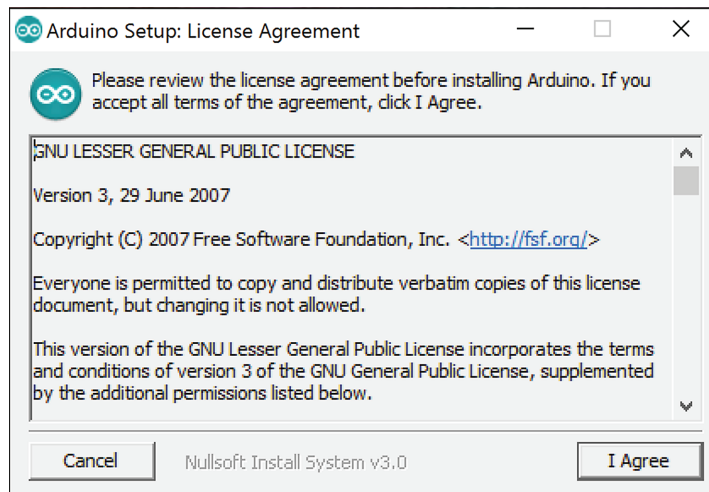 Arduino Setup: License Agreement
Please review the license agreement before installing Arduino. If you
accept all terms of the agreement, click I Agree.
GNU LESSER GENERAL PUBLIC LICENSE
Version 3, 29 June 2007
Copyright (C) 2007 Free Software Foundation, Inc. <http://fsf.org/>
Everyone is permitted to copy and distribute verbatim copies of this license
document, but changing it is not allowed.
This version of the GNU Lesser General Public License incorporates the terms
and conditions of version 3 of the GNU General Public License, supplemented
by the additional permissions listed below.
Cancel
Nullsoft Install System v3.0
I Agree